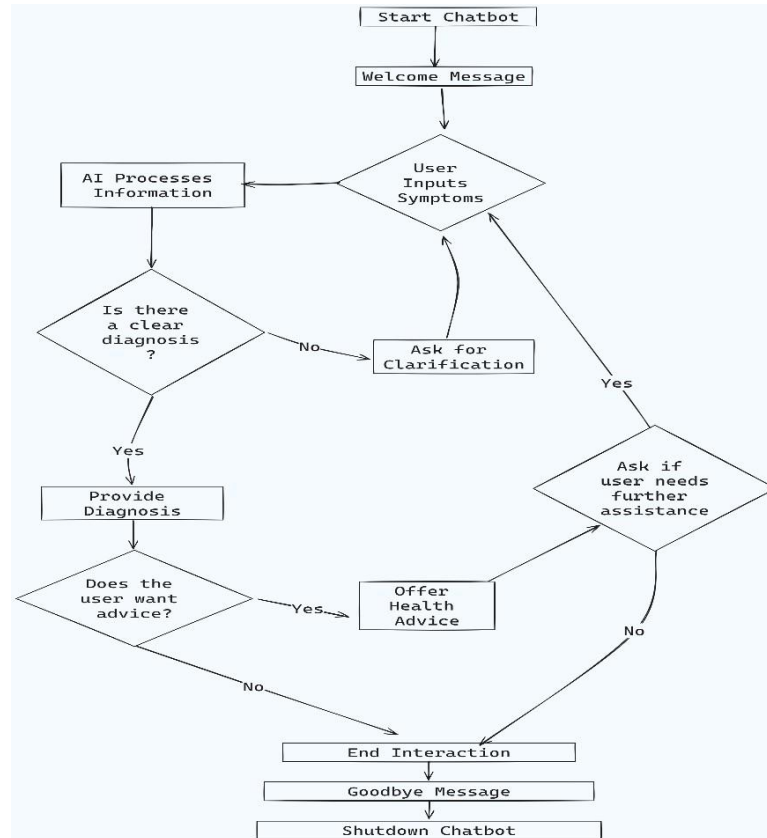 Start Chatbot
Welcome Message
User
Inputs
Symptoms
AI Processes
Information
Is there
a clear
diagnosis
?
No
Ask for
Clarification
Yes
Yes
Ask if
user needs
further
assistance
Provide
Diagnosis
Does the
user want
advice?
Yes
Offer
Health
Advice
No
No
End Interaction
Goodbye Message
Shutdown Chatbot